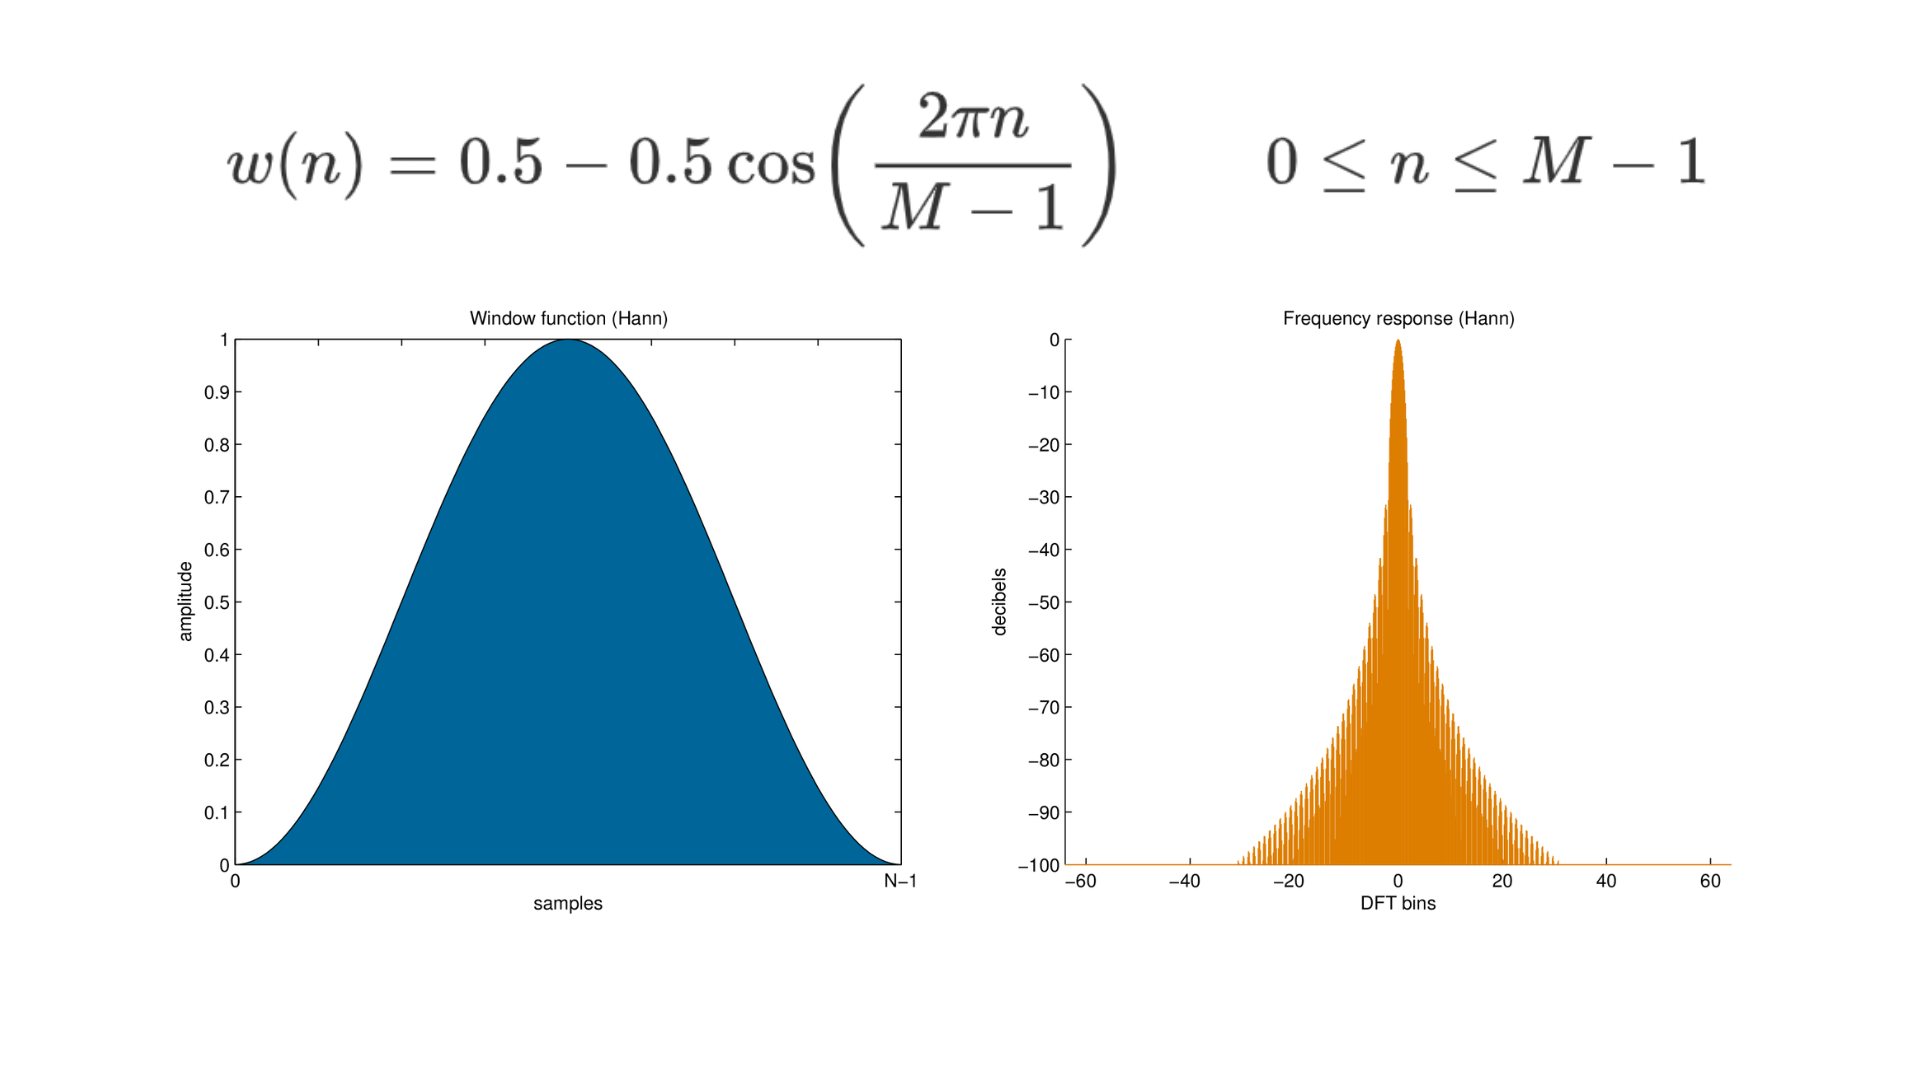 w(n) = 0.5 − 0.5 cos(2πn / M − 1) 0 ≤ n ≤ M − 1
Window function (Hann)
1
0.9
0.8
0.7
0.6
0.5
0.4
0.3
0.2
0.1
0
amplitude
0 N−1
samples
Frequency response (Hann)
0
−10
−20
−30
−40
−50
−60
−70
−80
−90
−100
decibels
−60 −40 −20 0 20 40 60
DFT bins